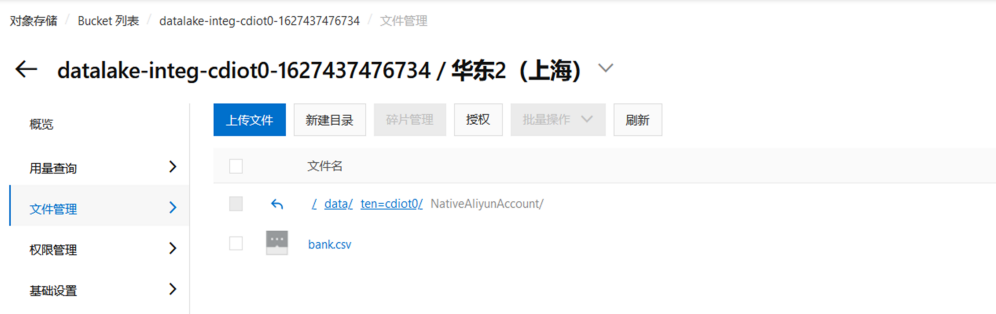 对象存储 / Bucket 列表 / datalake-integ-cdiot0-1627437476734 / 文件管理
datalake-integ-cdiot0-1627437476734 / 华东2（上海）
概览
用量查询
文件管理
权限管理
基础设置
上传文件 新建目录 碎片管理 授权 批量操作 刷新
文件名
/ data/ ten=cdiot0/ NativeAliyunAccount/
bank.csv